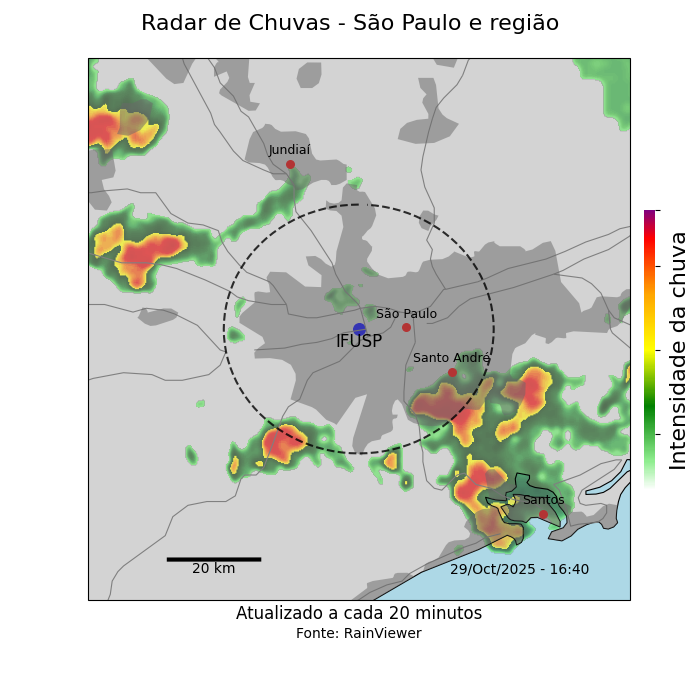 Radar de Chuvas - São Paulo e região
Jundiaí
São Paulo
IFUSP
Santo André
Santos
20 km
29/Oct/2025 - 16:40
Intensidade da chuva
Atualizado a cada 20 minutos
Fonte: RainViewer